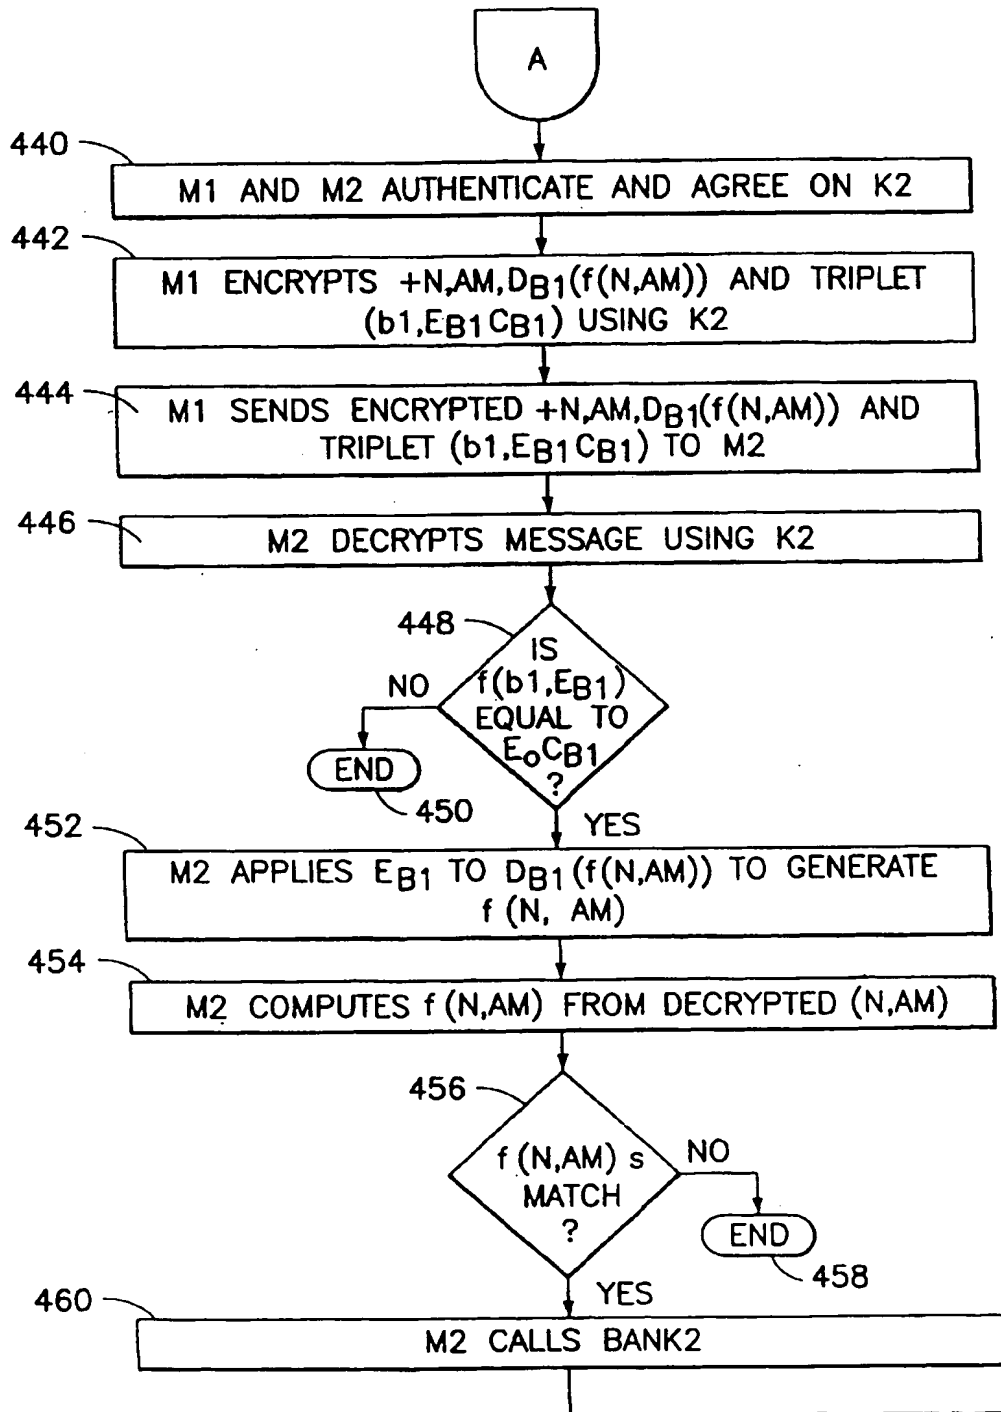 A
440
M1 AND M2 AUTHENTICATE AND AGREE ON K2
442
M1 ENCRYPTS +N,AM,DB1(f(N,AM)) AND TRIPLET
(b1,EB1CB1) USING K2
444
M1 SENDS ENCRYPTED +N,AM,DB1(f(N,AM)) AND
TRIPLET (b1,EB1CB1) TO M2
446
M2 DECRYPTS MESSAGE USING K2
448
IS
f(b1,EB1)
EQUAL TO
EoCB1
?
NO
END
450
YES
452
M2 APPLIES EB1 TO DB1(f(N,AM)) TO GENERATE
f (N, AM)
454
M2 COMPUTES f (N,AM) FROM DECRYPTED (N,AM)
456
f (N,AM) s
MATCH
?
NO
END
458
YES
460
M2 CALLS BANK2